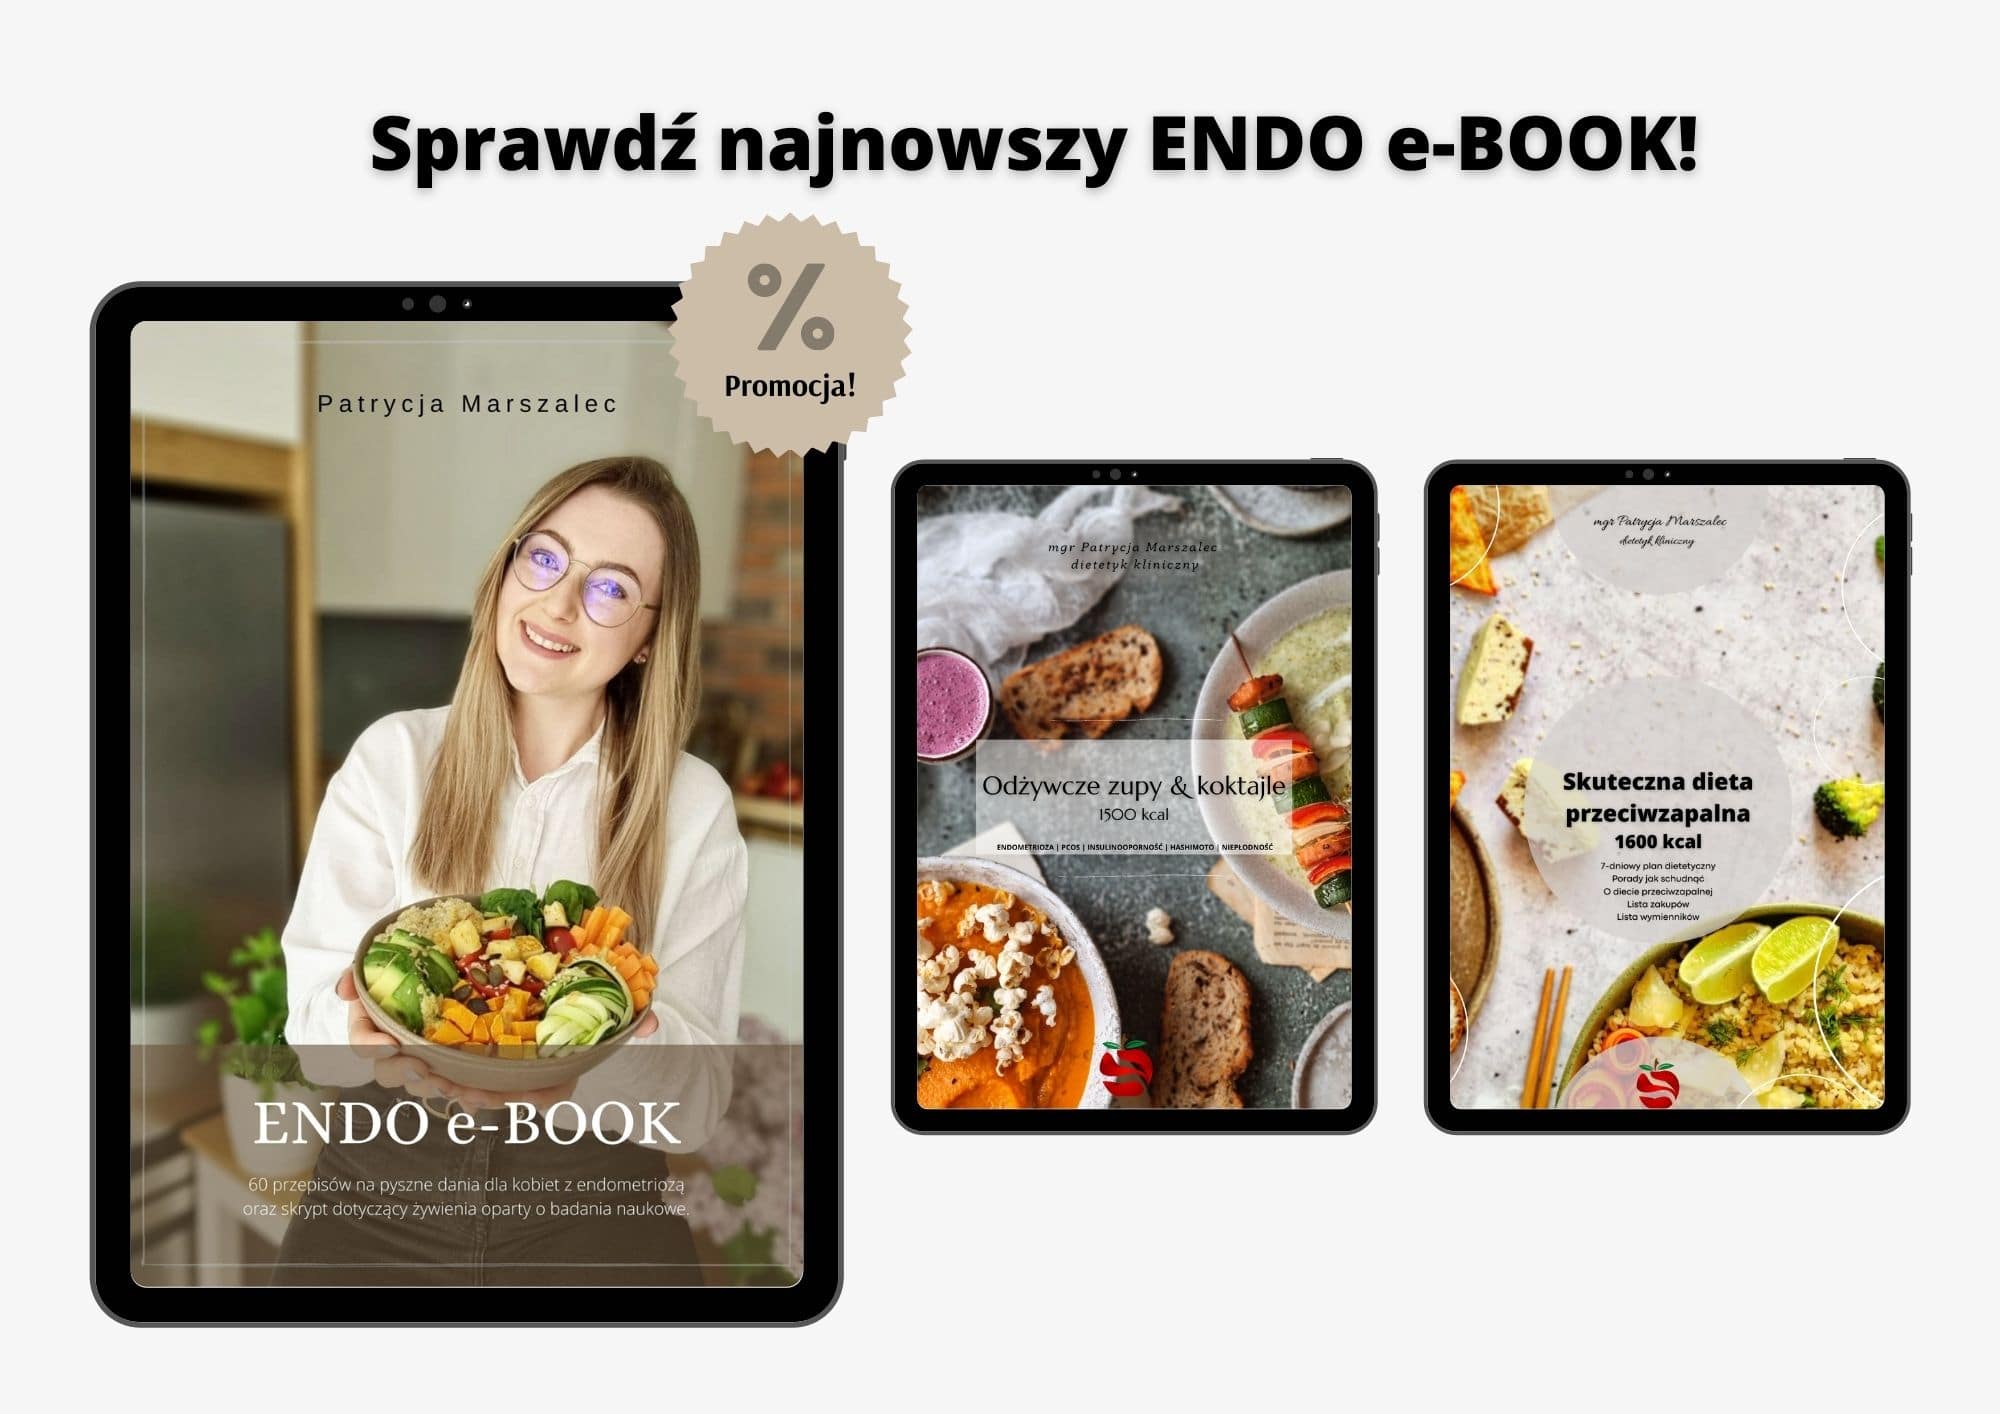 Sprawdź najnowszy ENDO e-BOOK!
%
Promocja!
Patrycja Marszalec
ENDO e-BOOK
60 przepisów na pyszne dania dla kobiet z endometriozą
oraz skrypt dotyczący żywienia oparty o badania naukowe.
mgr Patrycja Marszalec
dietetyk kliniczny
Odżywcze zupy & koktajle
1500 kcal
ENDOMETRIOZA | PCOS | INSULINOOPORNOŚĆ | HASHIMOTO | NIEPŁODNOŚĆ
mgr Patrycja Marszalec
dietetyk kliniczny
Skuteczna dieta
przeciwzapalna
1600 kcal
7-dniowy plan dietetyczny
Porady jak schudnąć
O diecie przeciwzapalnej
Lista zakupów
Lista wymienników